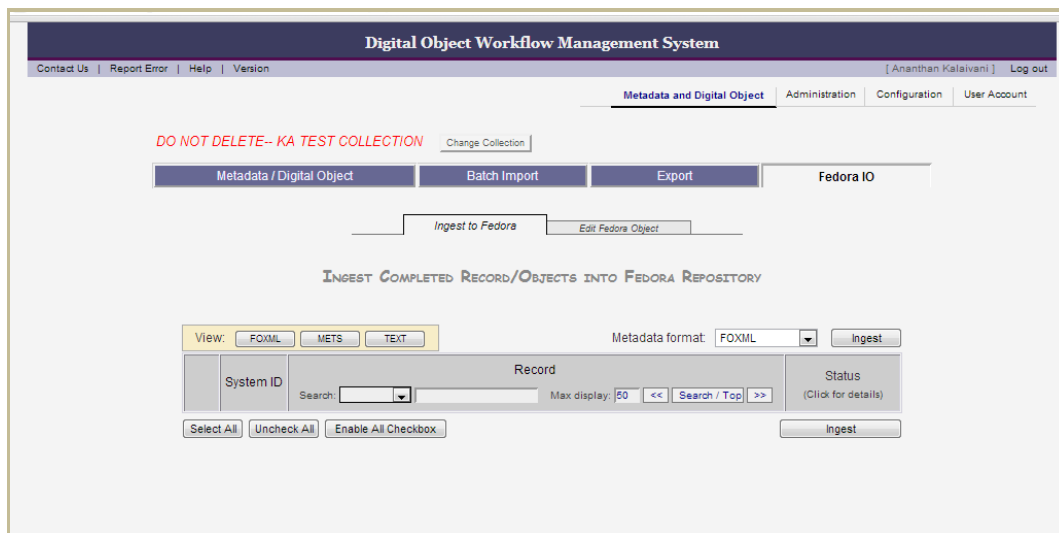 Digital Object Workflow Management System
Contact Us | Report Error | Help | Version [ Ananthan Kalaivani ] Log out
Metadata and Digital Object Administration Configuration User Account
DO NOT DELETE-- KA TEST COLLECTION Change Collection
Metadata / Digital Object Batch Import Export Fedora IO
Ingest to Fedora Edit Fedora Object
Ingest Completed Record/Objects into Fedora Repository
View: FOXML METS TEXT Metadata format: FOXML Ingest
System ID Record Status
Search: Max display: 50 << Search / Top >> (Click for details)
Select All Uncheck All Enable All Checkbox Ingest